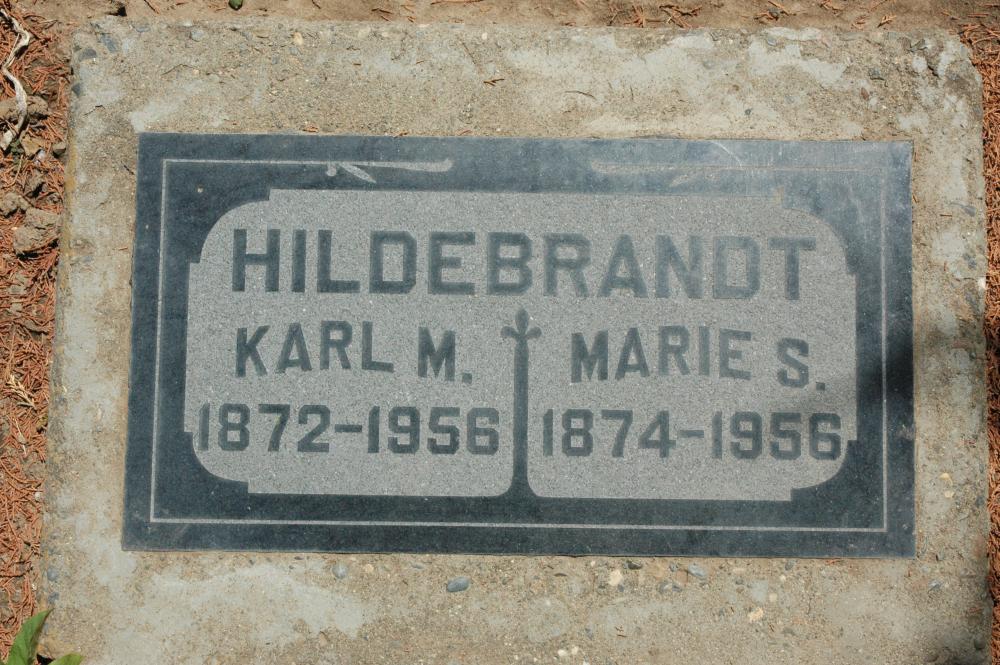 HILDEBRANDT
KARL M. MARIE S.
1872-1956 1874-1956